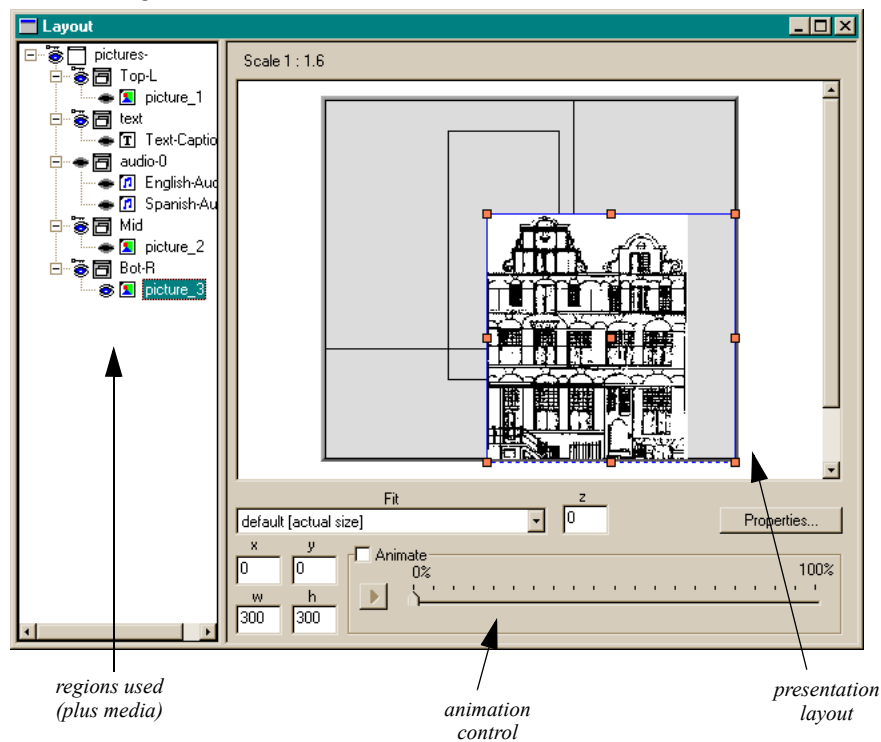 Layout
pictures-
Top-L
picture_1
text
Text-Captio
audio-0
English-Aud
Spanish-Au
Mid
picture_2
Bot-R
picture_3
Scale 1 : 1.6
Fit
z
default [actual size]
0
Properties...
x
y
0
0
Animate
0%
100%
w
h
300
300
regions used
(plus media)
animation
control
presentation
layout